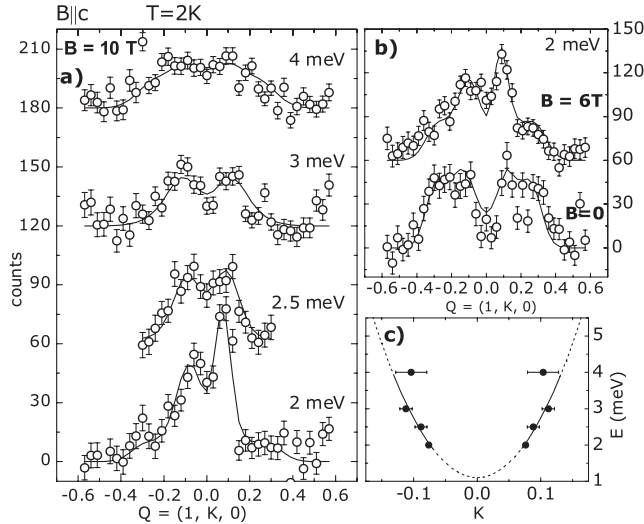 B||c T=2K
B = 10 T
a)
4 meV
3 meV
2.5 meV
2 meV
210
180
150
120
90
60
30
0
counts
-0.6 -0.4 -0.2 0.0 0.2 0.4 0.6
Q = (1, K, 0)
b)
2 meV
B = 6T
B=0
150
120
90
60
30
0
-0.6 -0.4 -0.2 0.0 0.2 0.4 0.6
Q = (1, K, 0)
c)
5
4
3
2
1
E (meV)
-0.1 0.0 0.1
K